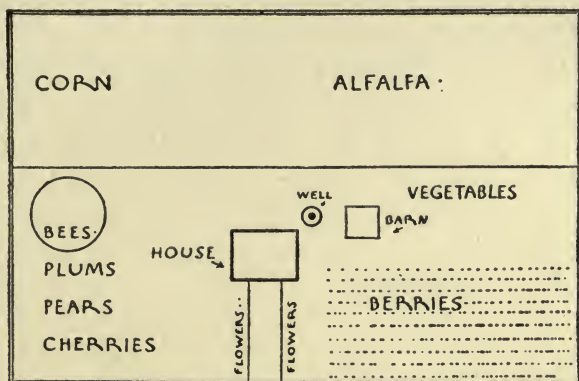 CORN
ALFALFA.
WELL
VEGETABLES
BARN
BEES.
HOUSE
PLUMS
PEARS
BERRIES.
CHERRIES
FLOWERS..
FLOWERS